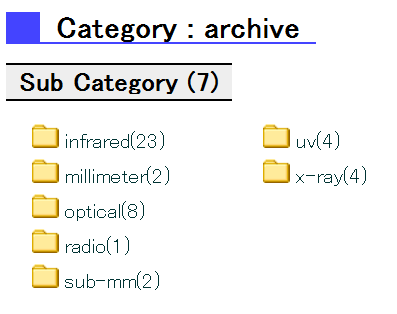 Category : archive
Sub Category (7)
infrared(23)
millimeter(2)
optical(8)
radio(1)
sub-mm(2)
uv(4)
x-ray(4)